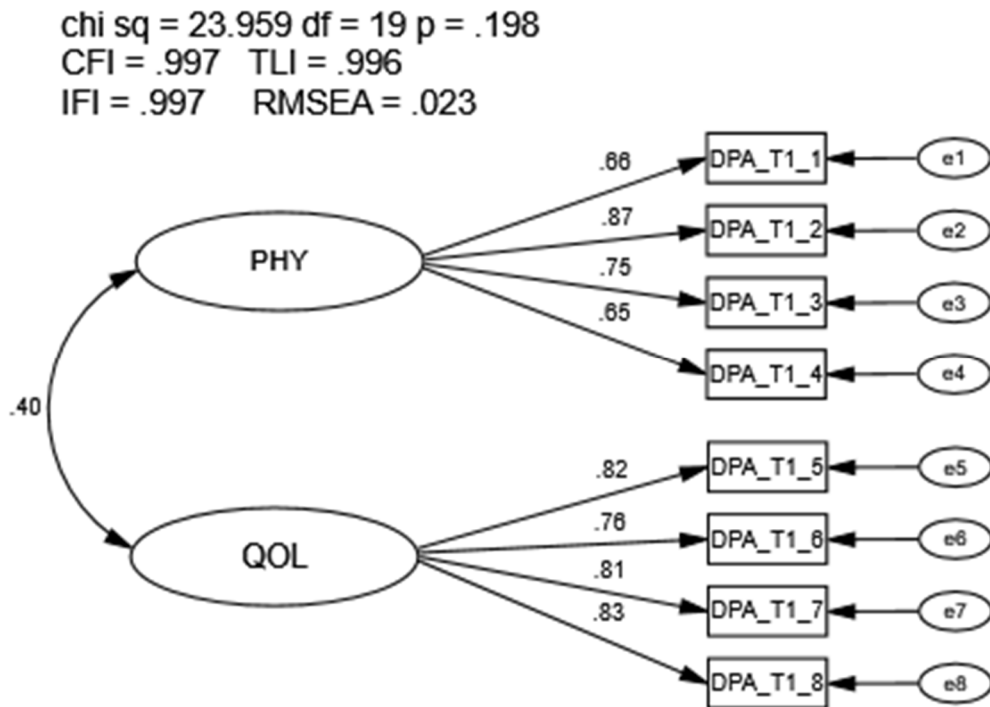 chi sq = 23.959 df = 19 p = .198
CFI = .997 TLI = .996
IFI = .997 RMSEA = .023
.66
DPA_T1_1
e1
.87
DPA_T1_2
e2
PHY
.75
DPA_T1_3
e3
.65
DPA_T1_4
e4
.40
.82
DPA_T1_5
e5
.76
DPA_T1_6
e6
QOL
.81
DPA_T1_7
e7
.83
DPA_T1_8
e8